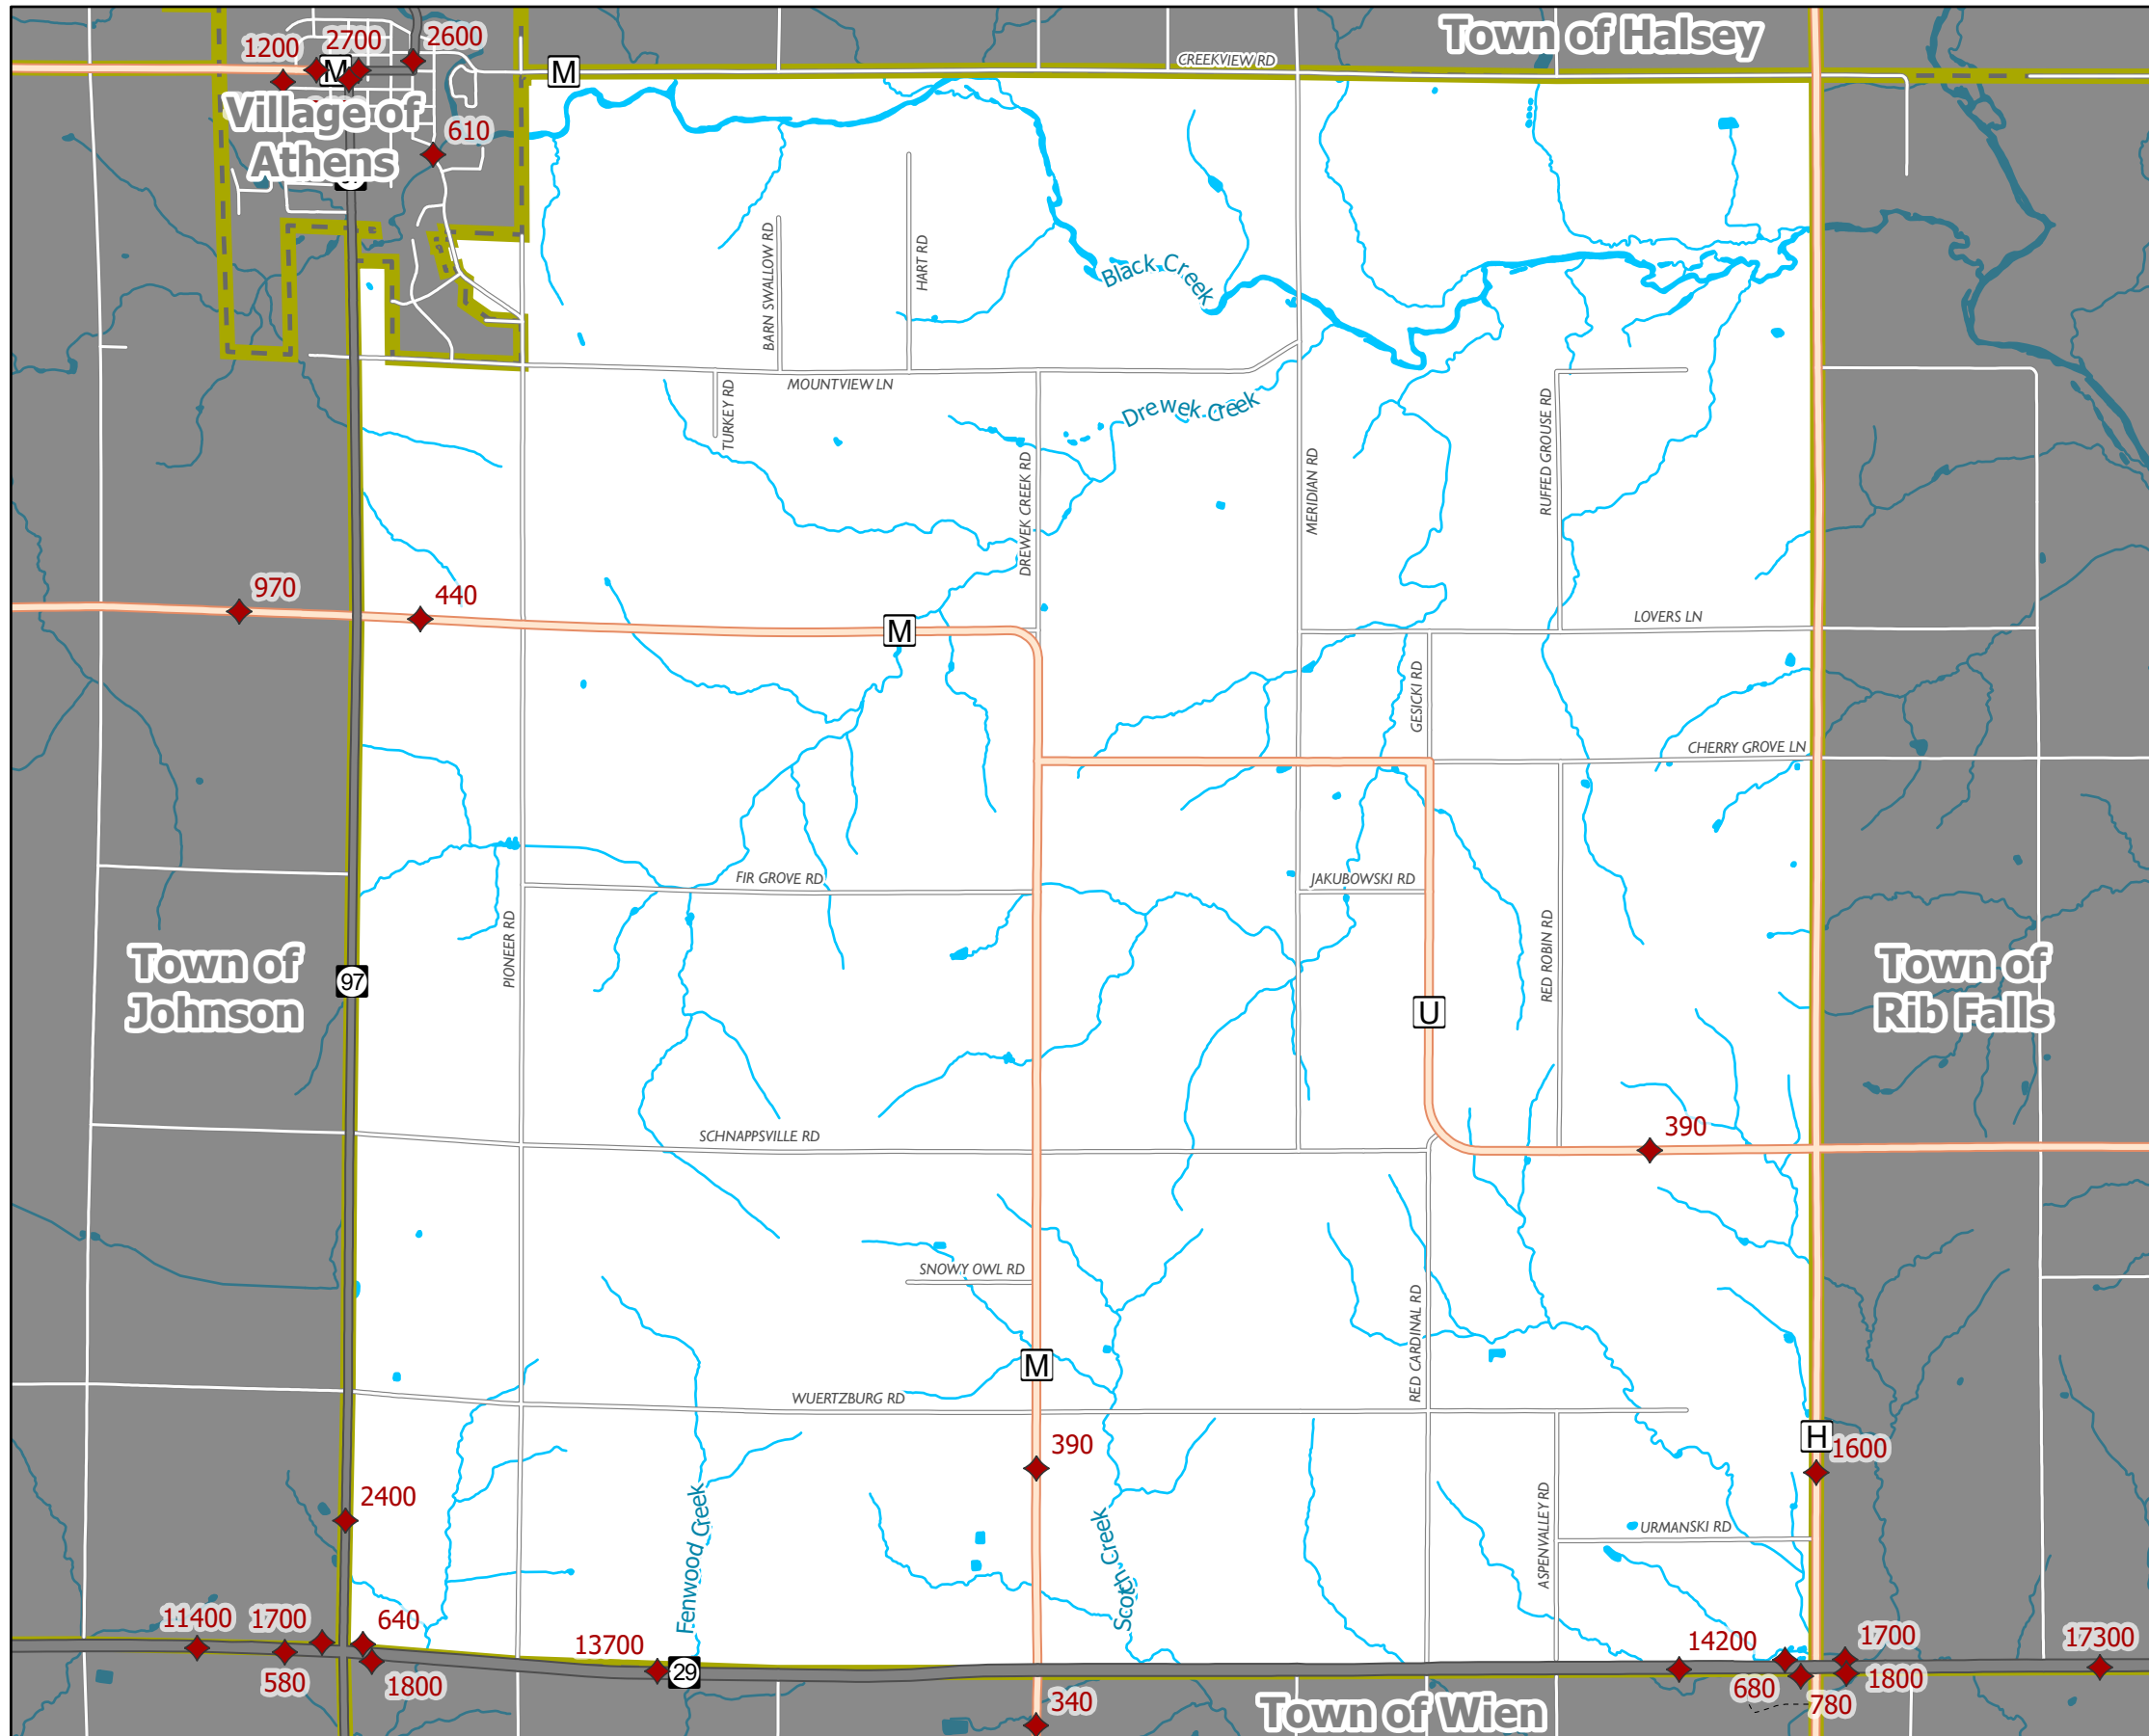 Town of Halsey
1200
2700
2600
M
M
CREEKVIEW RD
Village of
Athens
610
BARN SWALLOW RD
HART RD
Black Creek
MOUNTVIEW LN
TURKEY RD
Drewek Creek
RUFFED GROUSE RD
DREWEK CREEK RD
MERIDIAN RD
970
440
M
LOVERS LN
GESICKI RD
CHERRY GROVE LN
FIR GROVE RD
JAKUBOWSKI RD
PIONEER RD
RED ROBIN RD
Town of
Johnson
97
U
Town of
Rib Falls
SCHNAPPSVILLE RD
390
SNOWY OWL RD
RED CARDINAL RD
M
WUERTZBURG RD
H
390
1600
2400
Fenwood Creek
Scotch Creek
ASPENVALLEY RD
URMANSKI RD
11400
1700
640
13700
14200
1700
17300
580
1800
29
680
780
1800
340
Town of Wien